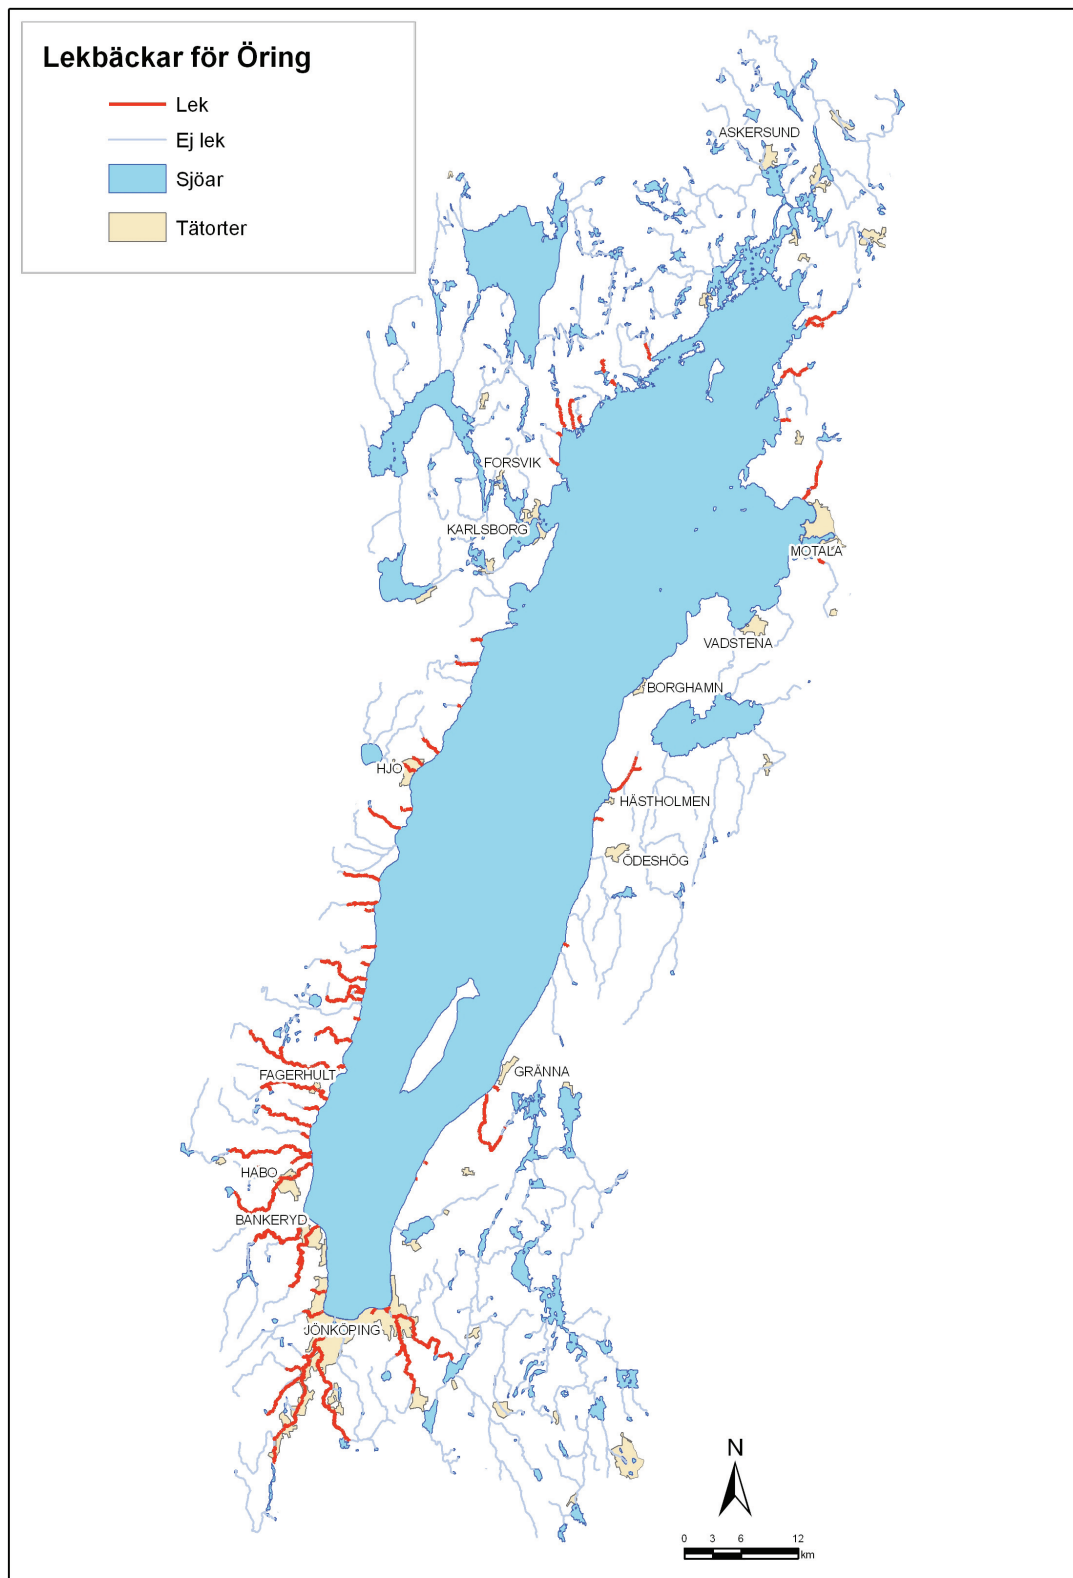 Lekbäckar för Öring
Lek
Ej lek
Sjöar
Tätorter
ASKERSUND
FORSVIK
KARLSBORG
MOTALA
VADSTENA
BORGHAMN
HJO
HÄSTHOLMEN
ÖDESHÖG
GRÄNNA
FAGERHULT
HABO
BANKERYD
JÖNKÖPING
N
0 3 6 12
km